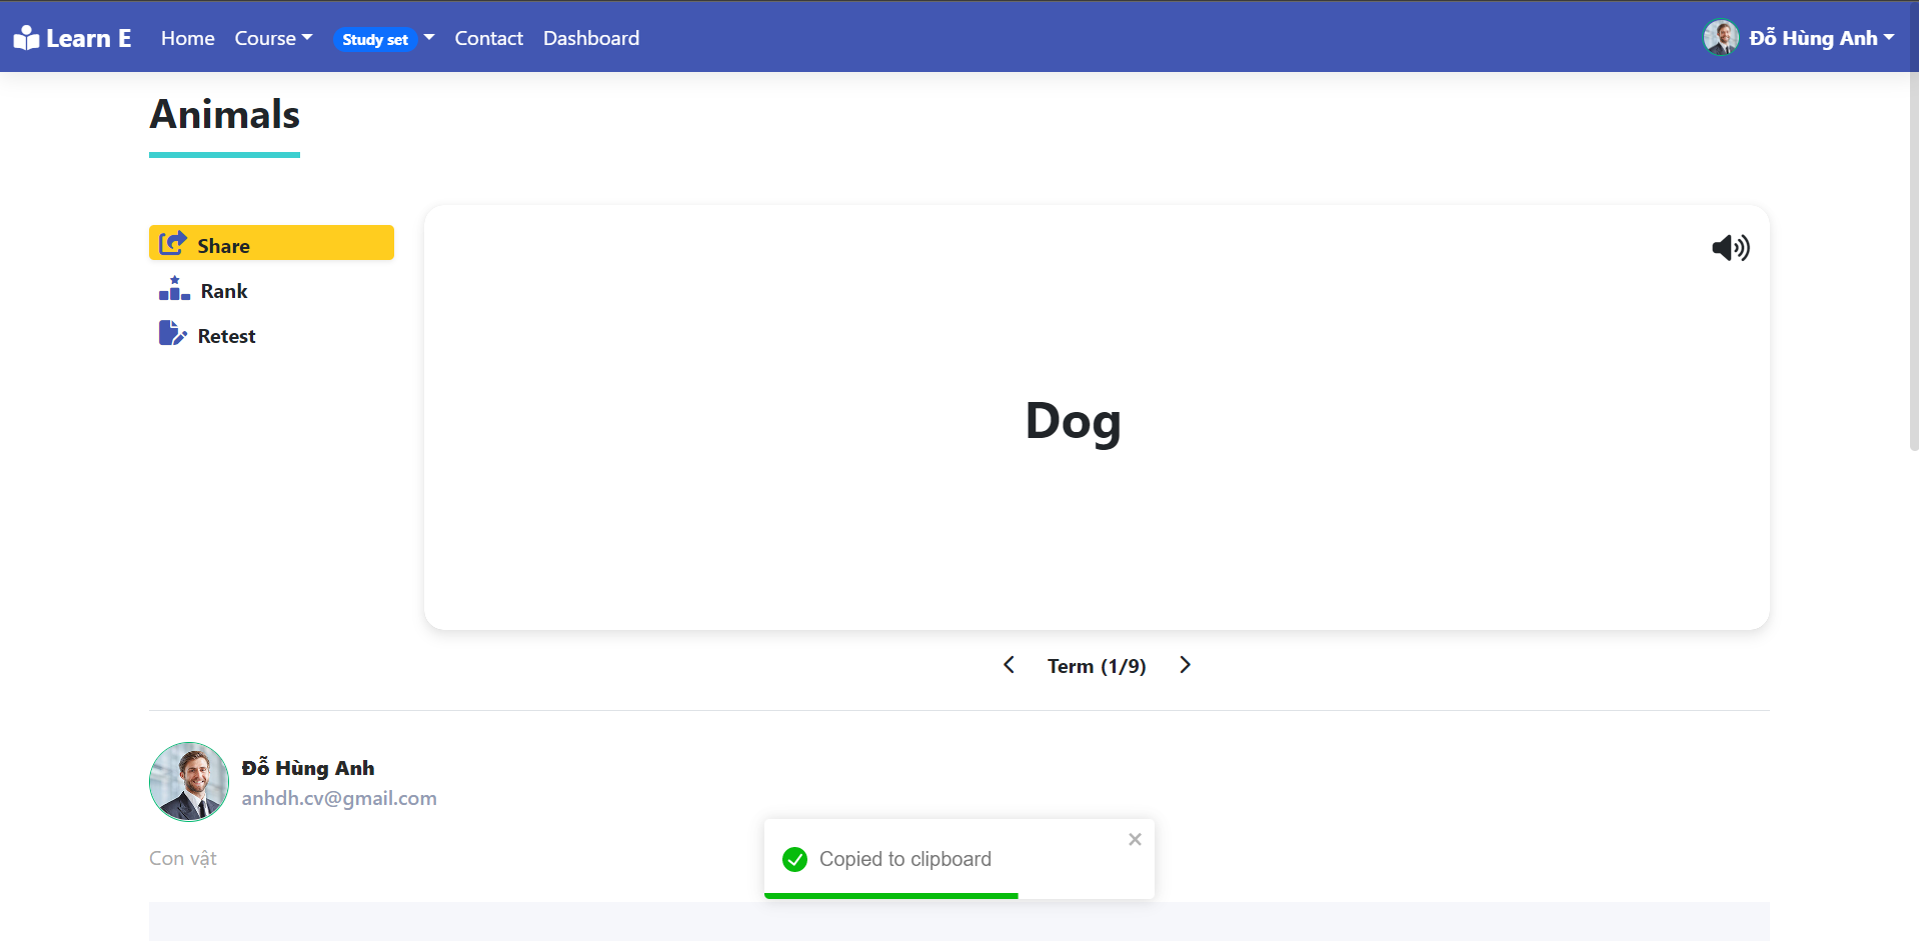 Learn E Home Course Study set Contact Dashboard Đỗ Hùng Anh
Animals
Share
Rank
Retest
Dog
Term (1/9)
Đỗ Hùng Anh
anhdh.cv@gmail.com
Con vật
Copied to clipboard